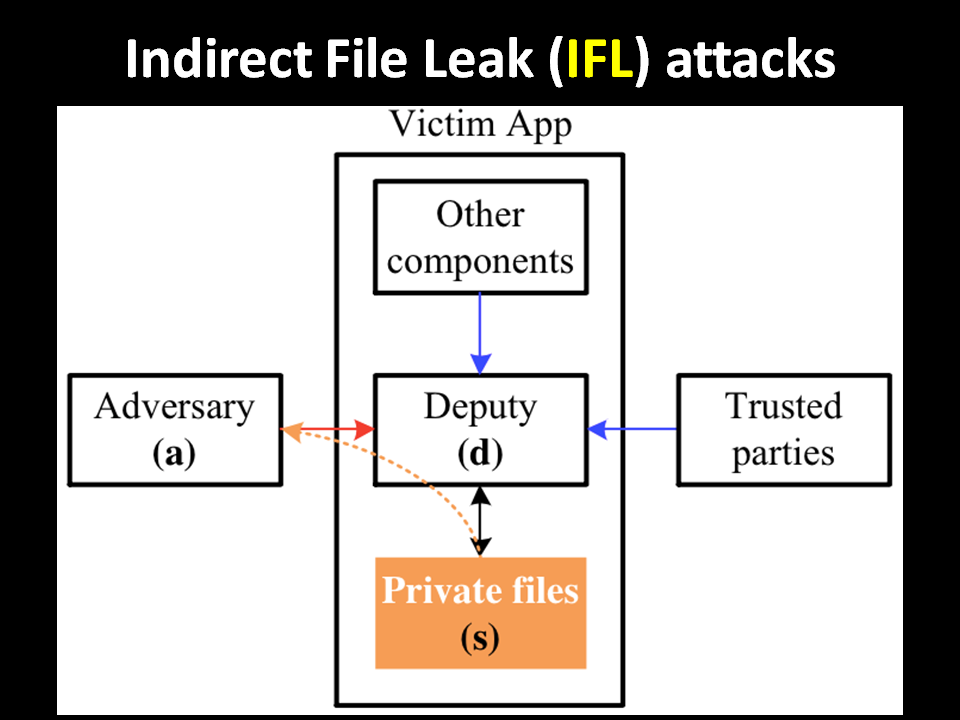 Indirect File Leak (IFL) attacks
Victim App
Other
components
Adversary
(a)
Deputy
(d)
Trusted
parties
Private files
(s)